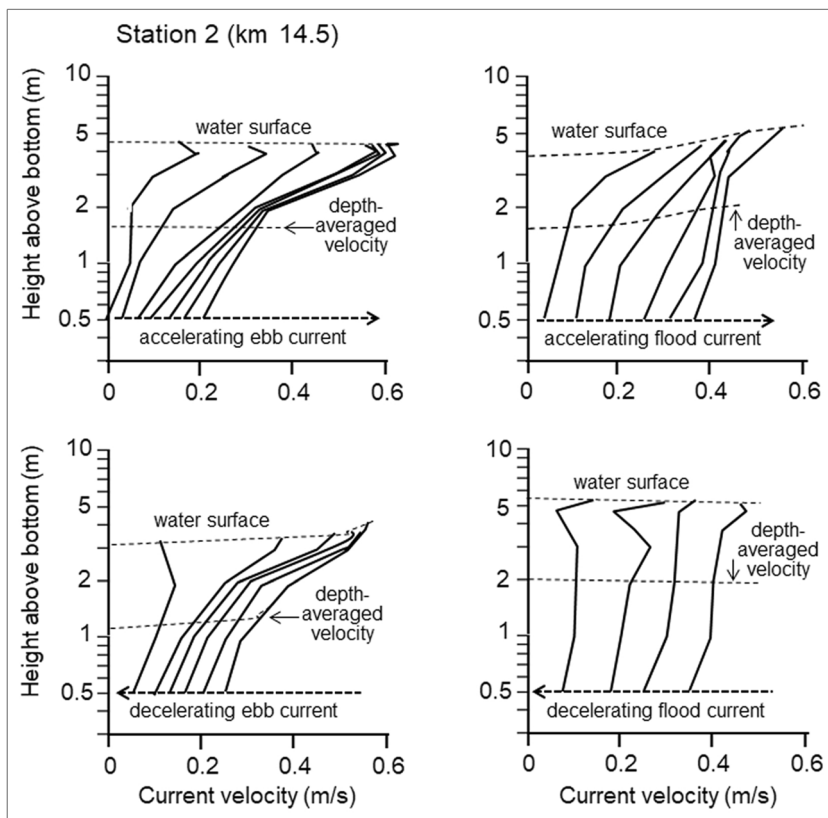 Station 2 (km 14.5)
Height above bottom (m)
10
5
2
1
0.5
water surface
depth-
averaged
velocity
accelerating ebb current
0
0.2
0.4
0.6
10
5
2
1
0.5
water surface
depth-
averaged
velocity
accelerating flood current
0
0.2
0.4
0.6
Height above bottom (m)
10
5
2
1
0.5
water surface
depth-
averaged
velocity
decelerating ebb current
0
0.2
0.4
0.6
Current velocity (m/s)
10
5
2
1
0.5
water surface
depth-
averaged
velocity
decelerating flood current
0
0.2
0.4
0.6
Current velocity (m/s)